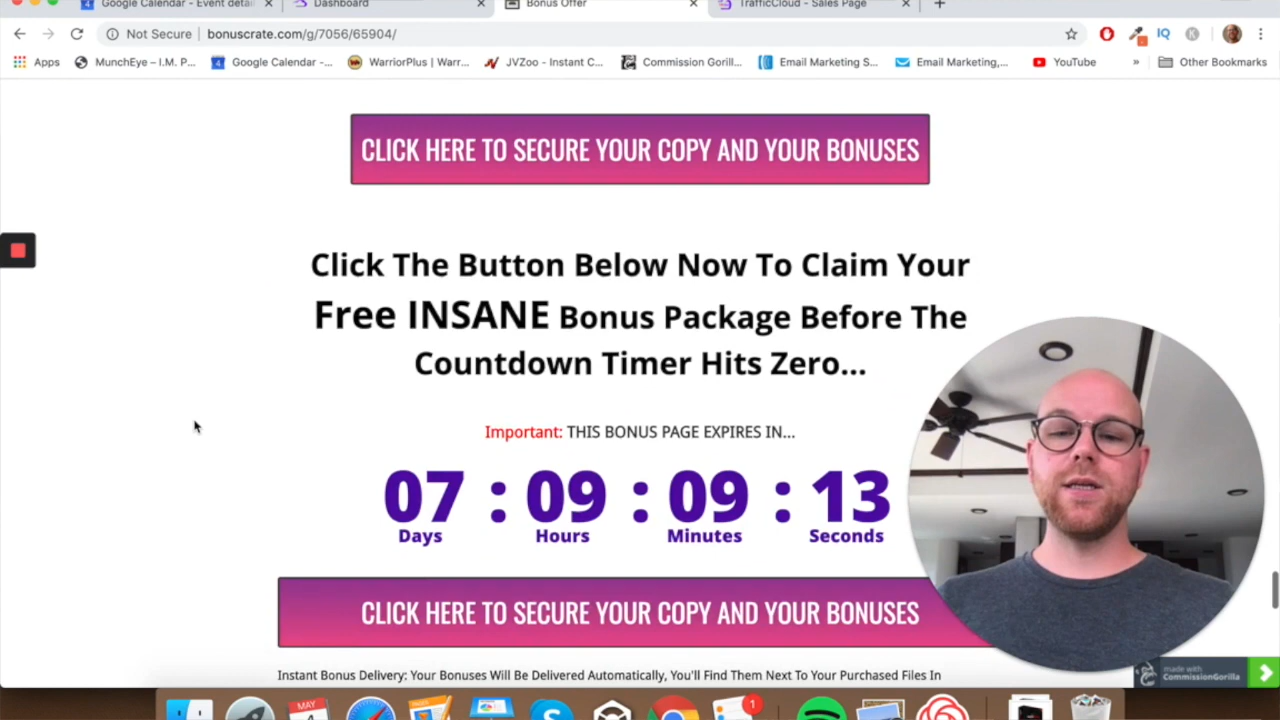 Google Calendar - Event detail
Dashboard
Bonus Offer
TrafficCloud - Sales Page
Not Secure | bonuscrate.com/g/7056/65904/
IQ
K
Apps
MunchEye – I.M. P...
Google Calendar -...
WarriorPlus | Warr...
JVZoo - Instant C...
Commission Gorill...
Email Marketing S...
Email Marketing,...
YouTube
»
Other Bookmarks
CLICK HERE TO SECURE YOUR COPY AND YOUR BONUSES
Click The Button Below Now To Claim Your
Free INSANE Bonus Package Before The
Countdown Timer Hits Zero...
Important: THIS BONUS PAGE EXPIRES IN...
07 : 09 : 09 : 13
Days Hours Minutes Seconds
CLICK HERE TO SECURE YOUR COPY AND YOUR BONUSES
Instant Bonus Delivery: Your Bonuses Will Be Delivered Automatically, You'll Find Them Next To Your Purchased Files In
made with
CommissionGorilla
MAY
1